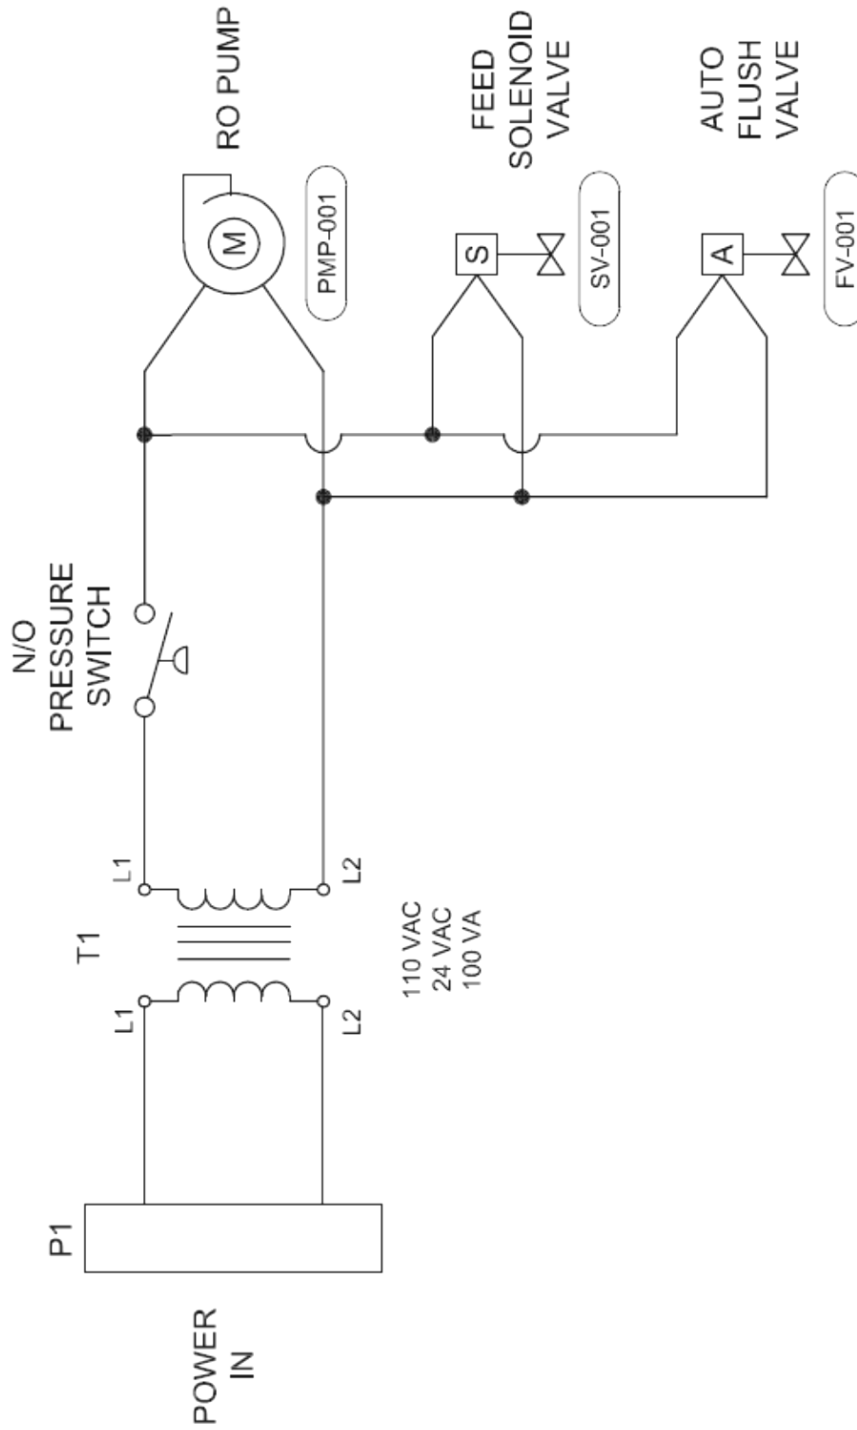 POWER
IN
P1
L1
L2
T1
L1
L2
110 VAC
24 VAC
100 VA
N/O
PRESSURE
SWITCH
M
RO PUMP
PMP-001
S
FEED
SOLENOID
VALVE
SV-001
A
AUTO
FLUSH
VALVE
FV-001